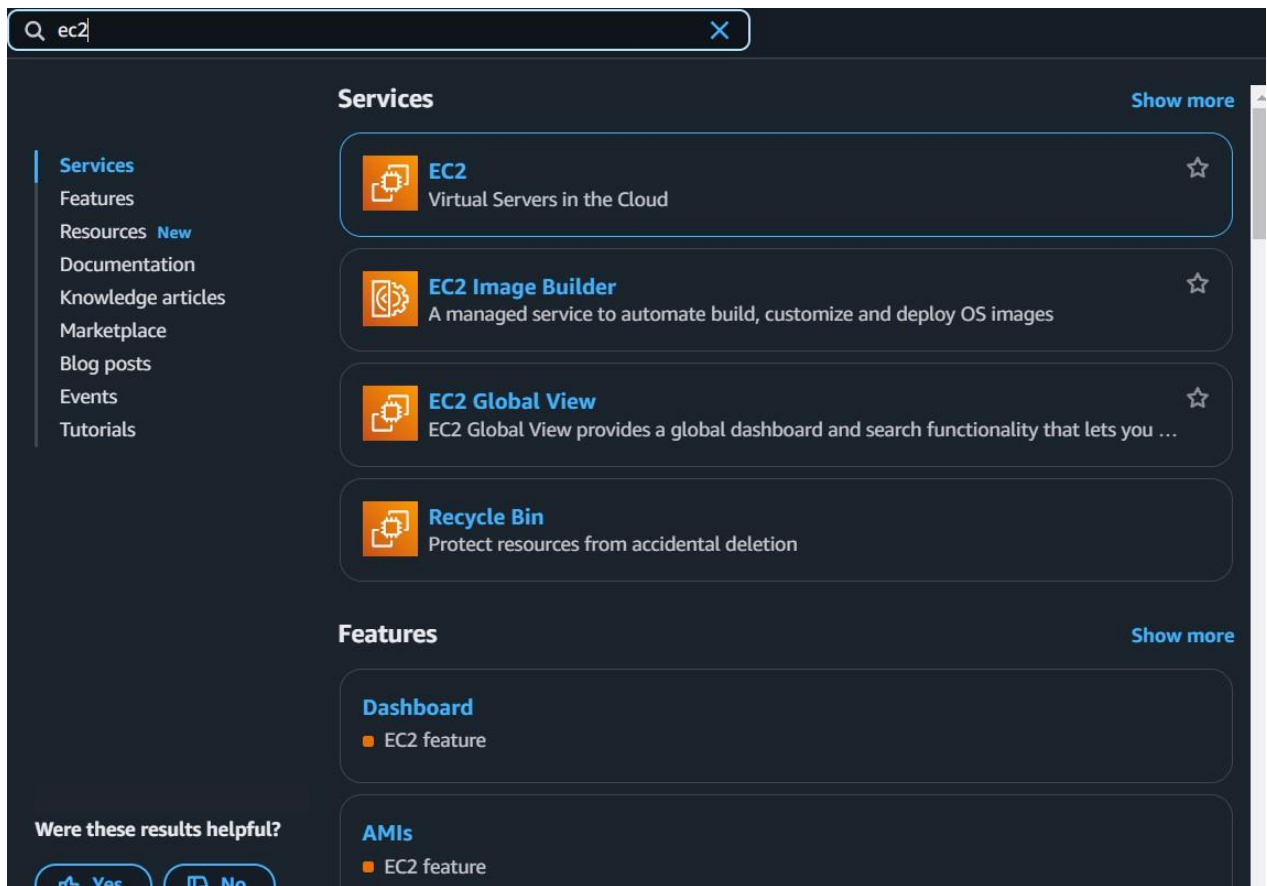 ec2
Services
Show more
Services
Features
Resources New
Documentation
Knowledge articles
Marketplace
Blog posts
Events
Tutorials
EC2
Virtual Servers in the Cloud
EC2 Image Builder
A managed service to automate build, customize and deploy OS images
EC2 Global View
EC2 Global View provides a global dashboard and search functionality that lets you ...
Recycle Bin
Protect resources from accidental deletion
Features
Show more
Dashboard
EC2 feature
AMIs
EC2 feature
Were these results helpful?
Yes
No